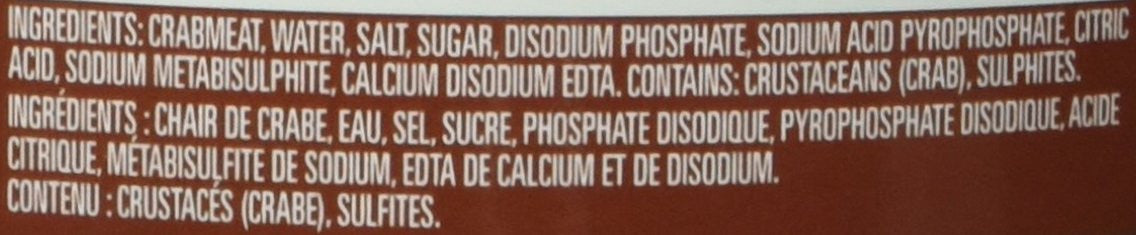 INGREDIENTS: CRABMEAT, WATER, SALT, SUGAR, DISODIUM PHOSPHATE, SODIUM ACID PYROPHOSPHATE, CITRIC
ACID, SODIUM METABISULPHITE, CALCIUM DISODIUM EDTA. CONTAINS: CRUSTACEANS (CRAB), SULPHITES.
INGRÉDIENTS : CHAIR DE CRABE, EAU, SEL, SUCRE, PHOSPHATE DISODIQUE, PYROPHOSPHATE DISODIQUE, ACIDE
CITRIQUE, MÉTABISULFITE DE SODIUM, EDTA DE CALCIUM ET DE DISODIUM.
CONTENU : CRUSTACÉS (CRABE), SULFITES.